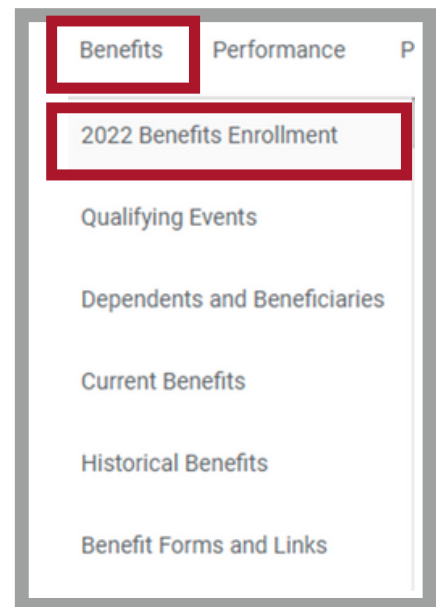 Benefits Performance P
2022 Benefits Enrollment
Qualifying Events
Dependents and Beneficiaries
Current Benefits
Historical Benefits
Benefit Forms and Links